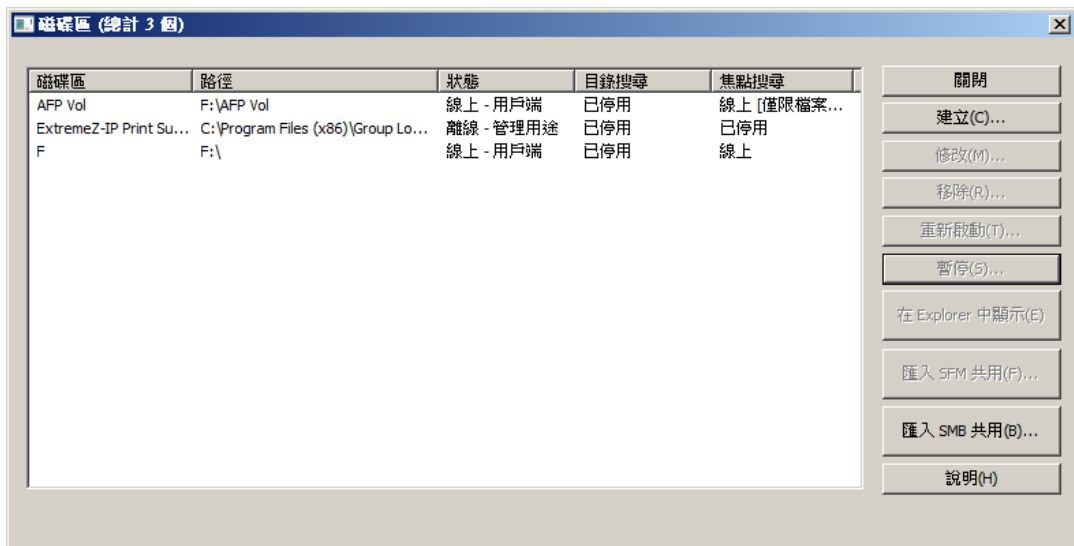 磁碟區 (總計 3 個)
磁碟區 路徑 狀態 目錄搜尋 焦點搜尋
AFP Vol F:\AFP Vol 線上 - 用戶端 已停用 線上 [僅限檔案...
ExtremeZ-IP Print Su... C:\Program Files (x86)\Group Lo... 離線 - 管理用途 已停用 已停用
F F:\ 線上 - 用戶端 已停用 線上
關閉
建立(C)...
修改(M)...
移除(R)...
重新啟動(T)...
暫停(S)...
在 Explorer 中顯示(E)
匯入 SFM 共用(F)...
匯入 SMB 共用(B)...
說明(H)